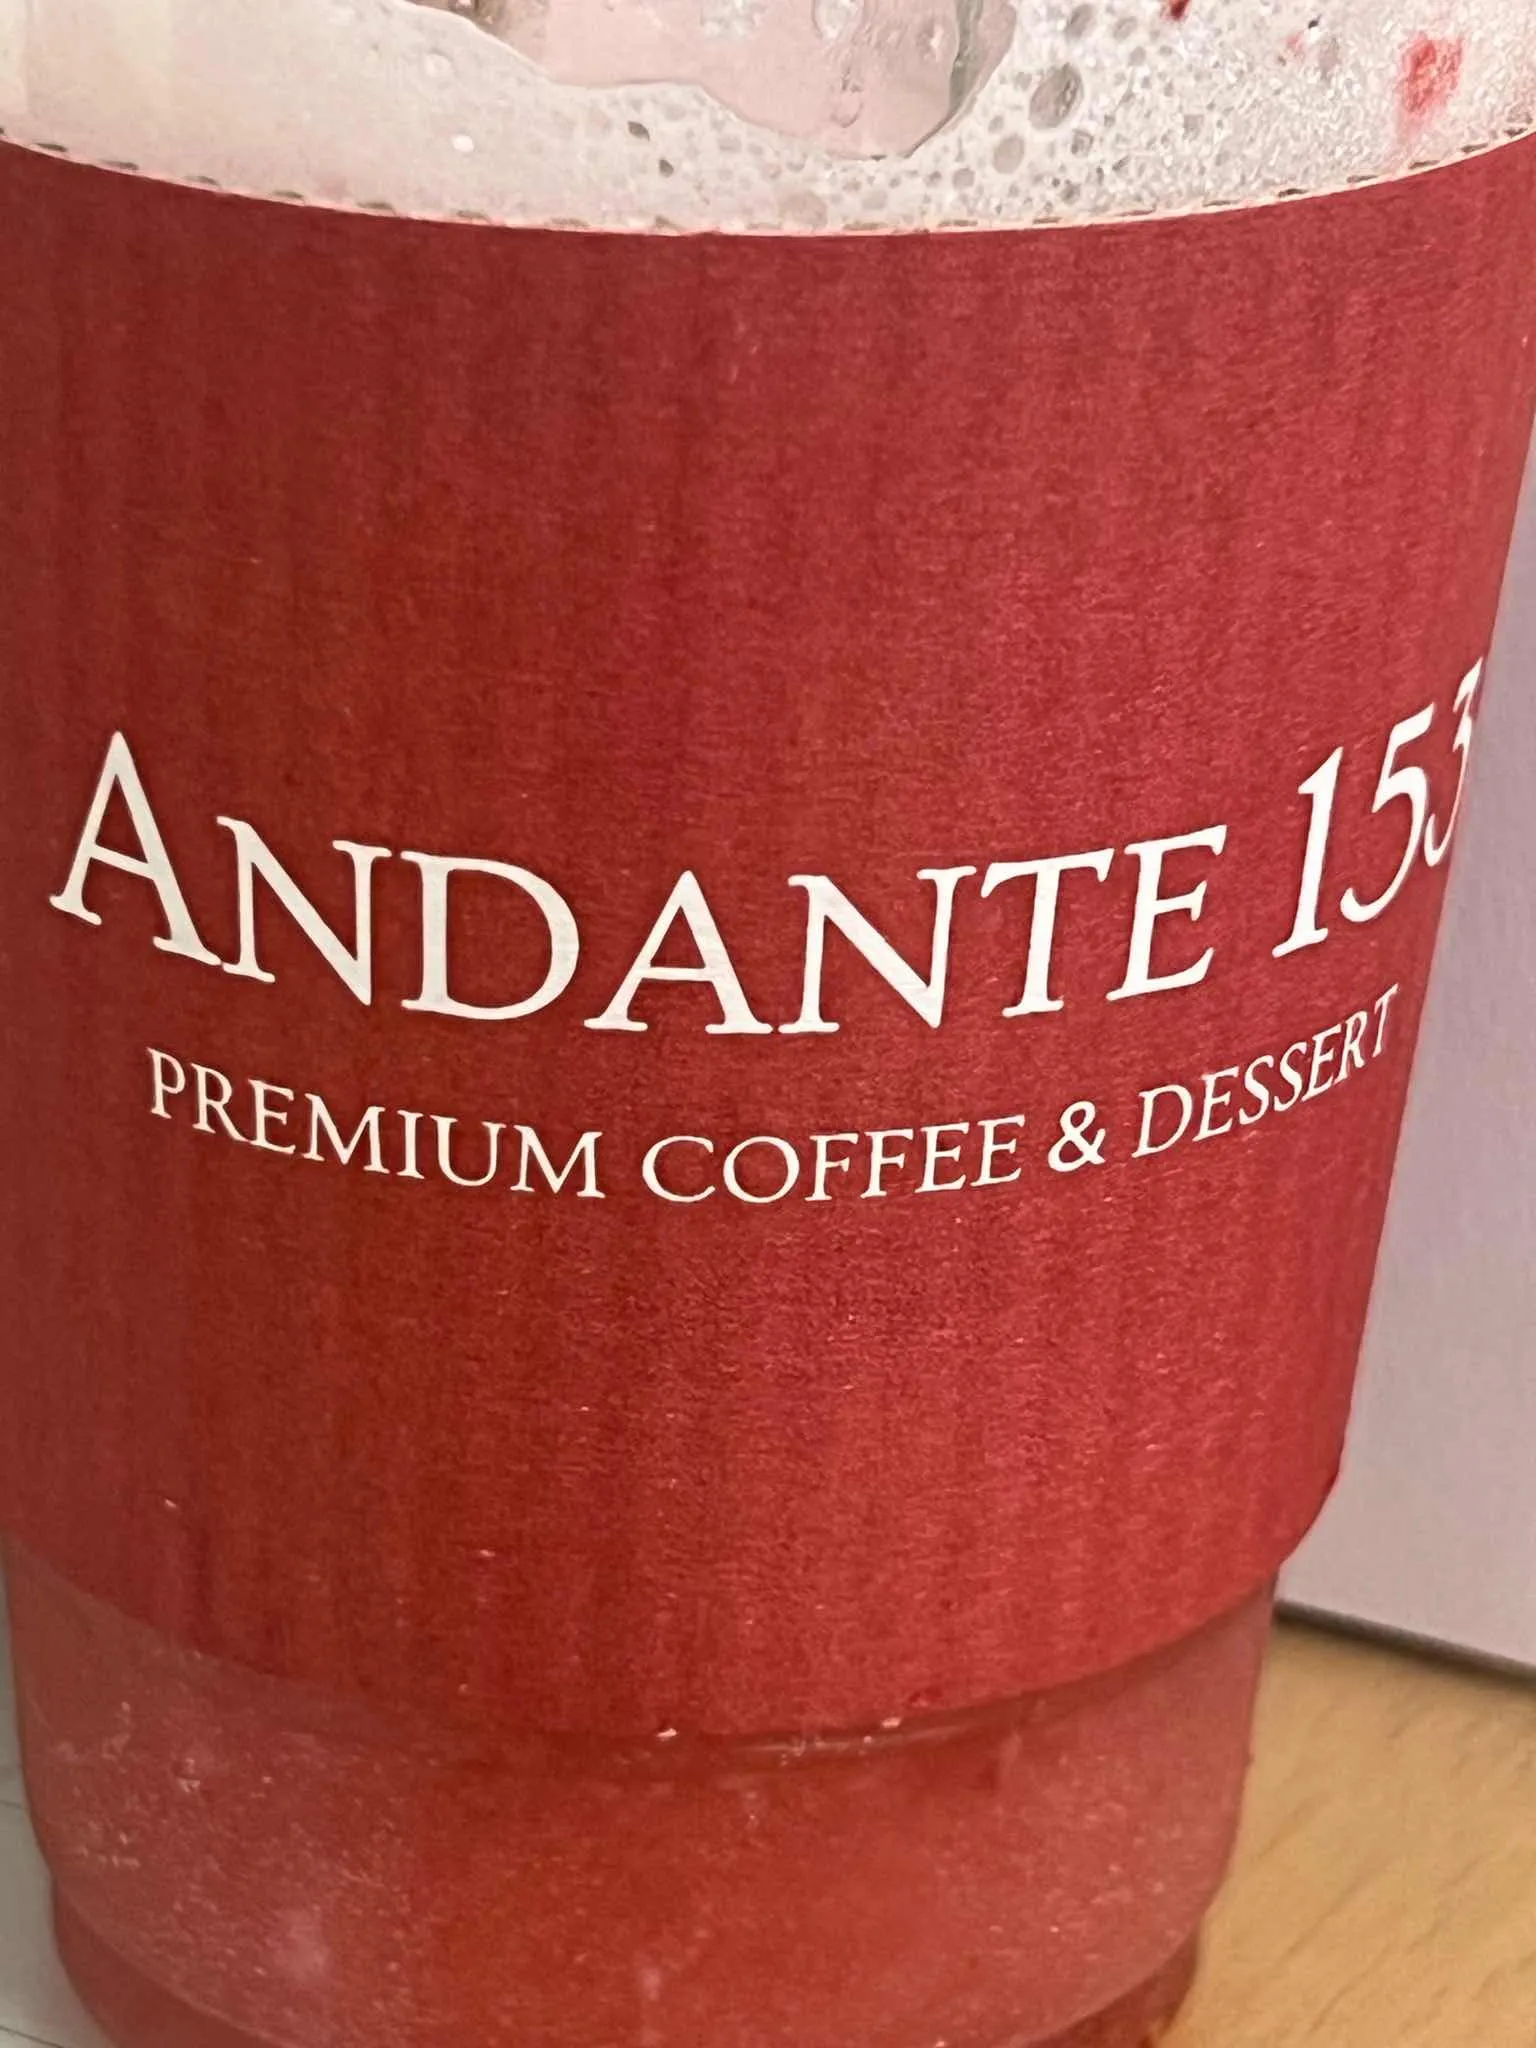 ANDANTE 153
PREMIUM COFFEE & DESSERT